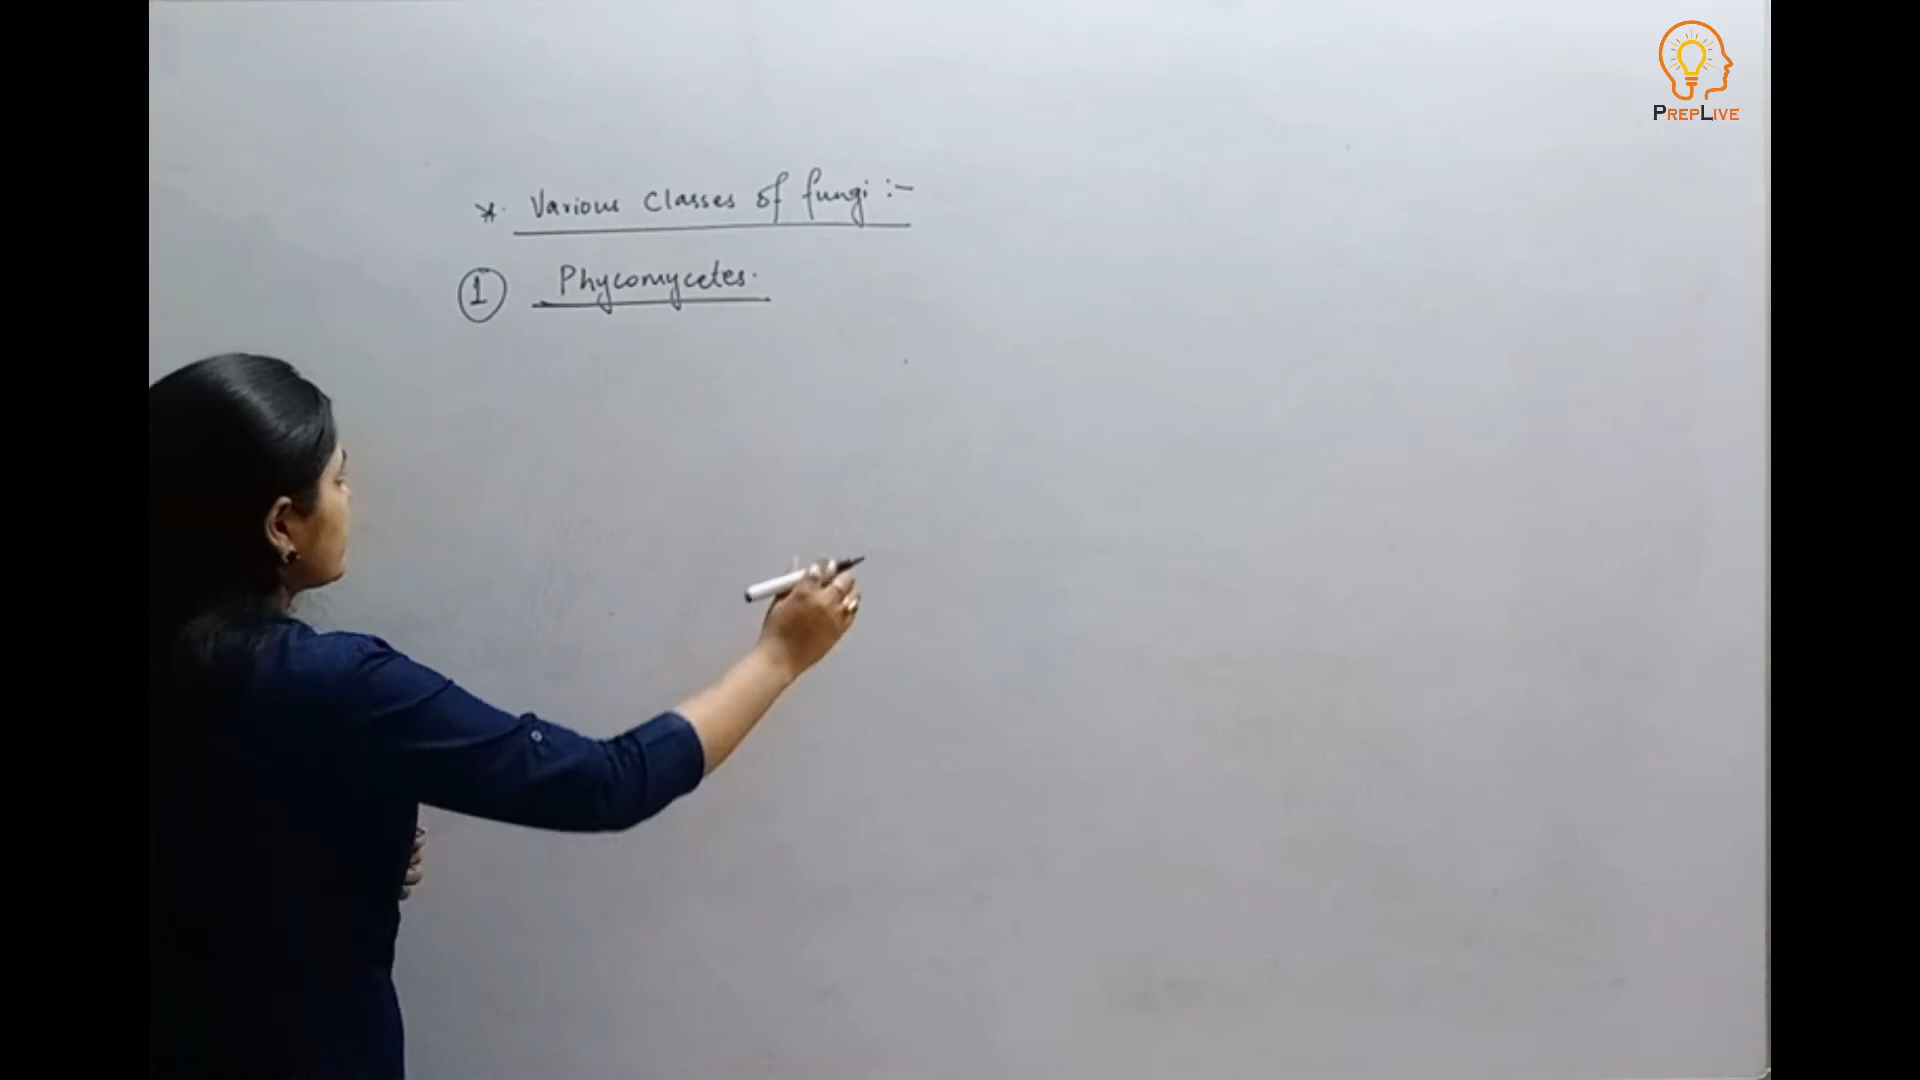 PREPLIVE
*. Various Classes of fungi :-
1 Phycomycetes.